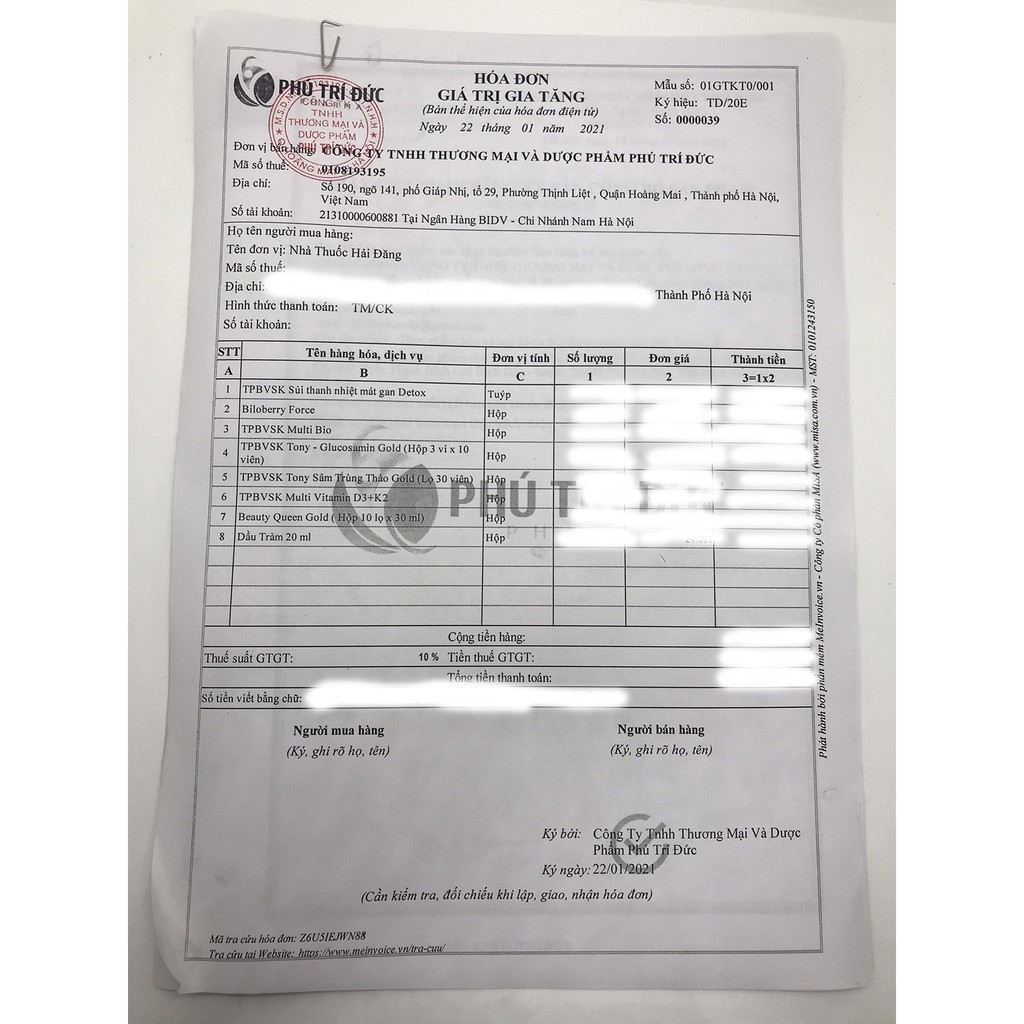 PHÚ TRÍ ĐỨC
HÓA ĐƠN
GIÁ TRỊ GIA TĂNG
(Bản thể hiện của hóa đơn điện tử)
Ngày 22 tháng 01 năm 2021
Mẫu số: 01GTKT0/001
Ký hiệu: TD/20E
Số: 0000039
TNHH
THƯƠNG MẠI VÀ
DƯỢC PHẨM
PHÚ TRÍ ĐỨC
Đơn vị bán hàng: CÔNG TY TNHH THƯƠNG MẠI VÀ DƯỢC PHẨM PHÚ TRÍ ĐỨC
Mã số thuế: 0108193195
Địa chỉ: Số 190, ngõ 141, phố Giáp Nhị, tổ 29, Phường Thịnh Liệt , Quận Hoàng Mai , Thành phố Hà Nội,
Việt Nam
Số tài khoản: 21310000600881 Tại Ngân Hàng BIDV - Chi Nhánh Nam Hà Nội
Họ tên người mua hàng:
Tên đơn vị: Nhà Thuốc Hải Đăng
Mã số thuế:
Địa chỉ: Thành Phố Hà Nội
Hình thức thanh toán: TM/CK
Số tài khoản:
STT Tên hàng hóa, dịch vụ Đơn vị tính Số lượng Đơn giá Thành tiền
A B C 1 2 3=1x2
1 TPBVSK Sủi thanh nhiệt mát gan Detox Tuýp
2 Biloberry Force Hộp
3 TPBVSK Multi Bio Hộp
4 TPBVSK Tony - Glucosamin Gold (Hộp 3 vỉ x 10
viên) Hộp
5 TPBVSK Tony Sâm Trùng Thảo Gold (Lọ 30 viên) Hộp
6 TPBVSK Multi Vitamin D3+K2 Hộp
7 Beauty Queen Gold ( Hộp 10 lọ x 30 ml) Hộp
8 Dầu Tràm 20 ml Hộp
PHÚ
Cộng tiền hàng:
Thuế suất GTGT: 10 % Tiền thuế GTGT:
Tổng tiền thanh toán:
Số tiền viết bằng chữ:
Người mua hàng
(Ký, ghi rõ họ, tên)
Người bán hàng
(Ký, ghi rõ họ, tên)
Ký bởi: Công Ty Tnhh Thương Mại Và Dược
Phẩm Phú Trí Đức
Ký ngày: 22/01/2021
(Cần kiểm tra, đối chiếu khi lập, giao, nhận hóa đơn)
Mã tra cứu hóa đơn: Z6U5IEJWN88
Tra cứu tại Website: https://www.meinvoice.vn/tra-cuu/
Phát hành bởi phần mềm MeInvoice.vn - Công ty Cổ phần MISA (www.misa.com.vn) - MST: 0101243150